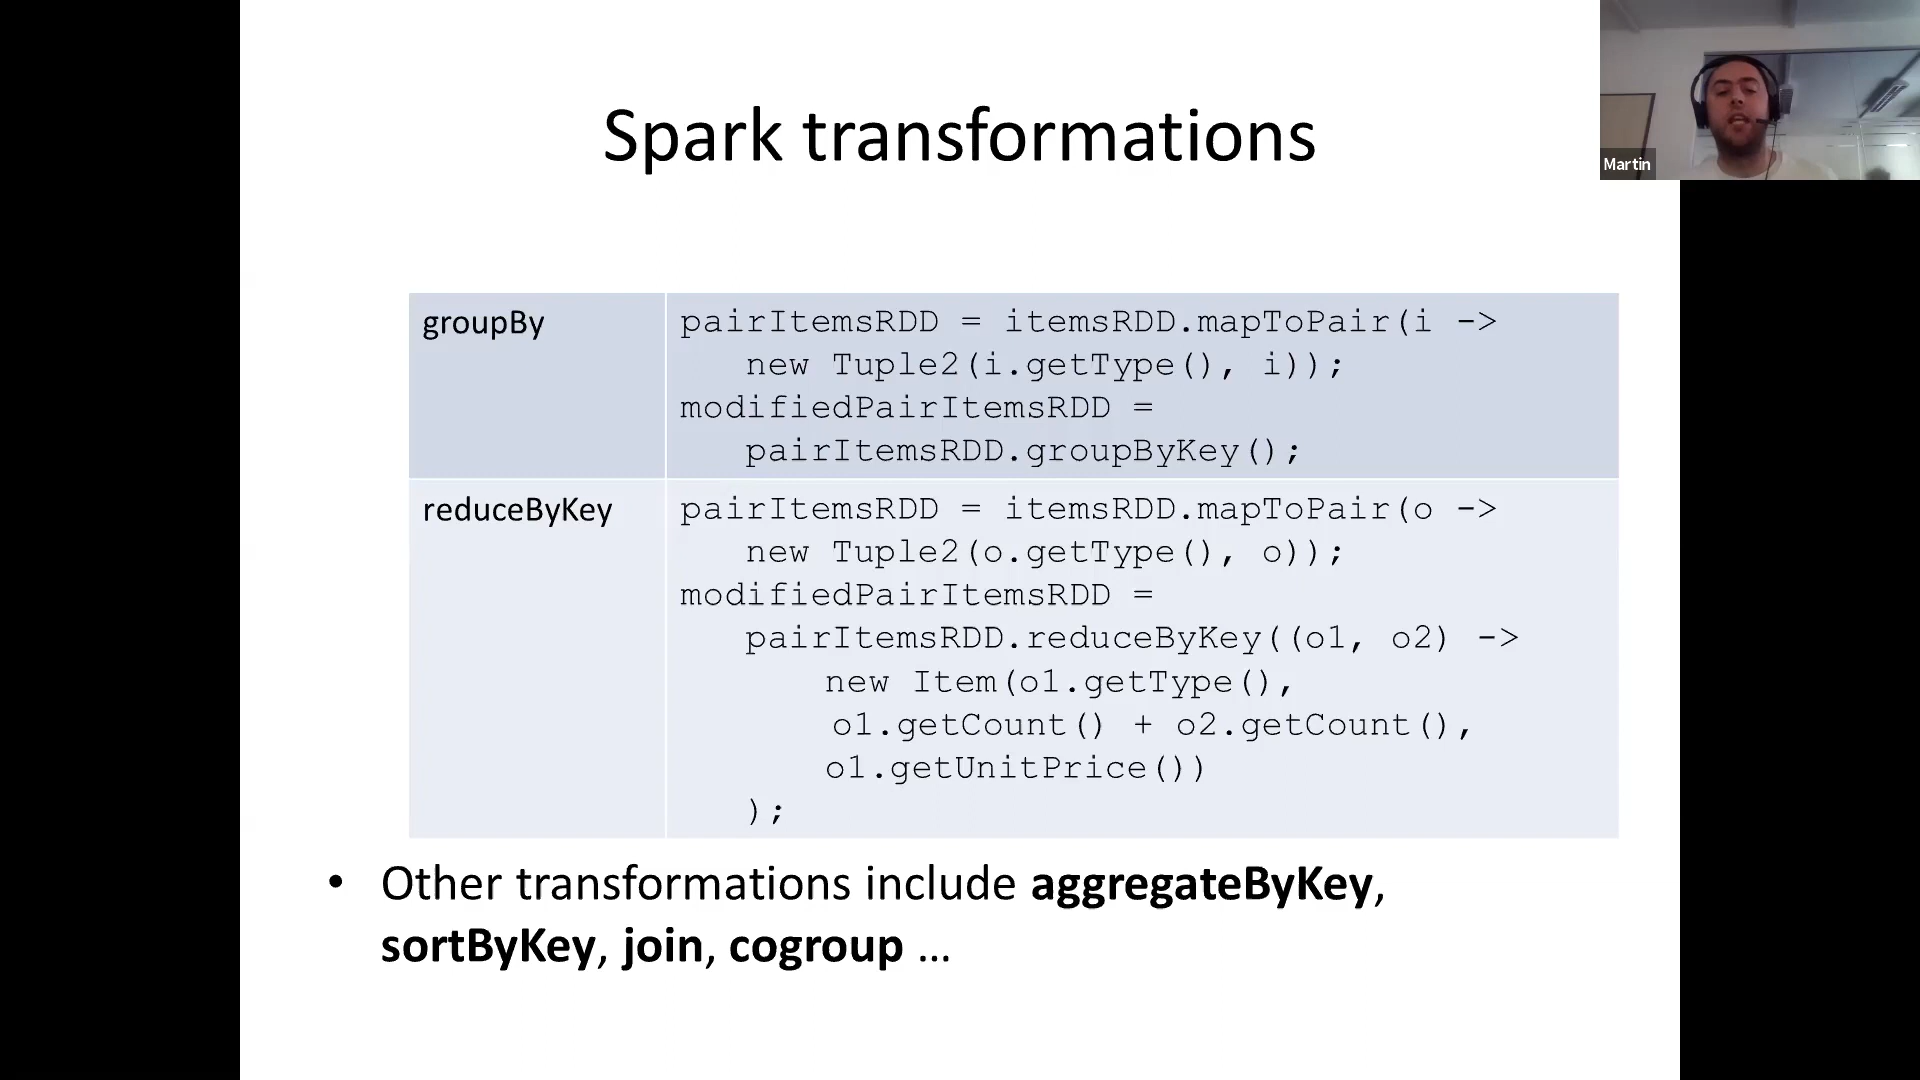 Spark transformations
Martin
groupBy
pairItemsRDD = itemsRDD.mapToPair(i ->
new Tuple2(i.getType(), i));
modifiedPairItemsRDD =
pairItemsRDD.groupByKey();
reduceByKey
pairItemsRDD = itemsRDD.mapToPair(o ->
new Tuple2(o.getType(), o));
modifiedPairItemsRDD =
pairItemsRDD.reduceByKey((o1, o2) ->
new Item(o1.getType(),
o1.getCount() + o2.getCount(),
o1.getUnitPrice())
);
• Other transformations include aggregateByKey,
sortByKey, join, cogroup ...